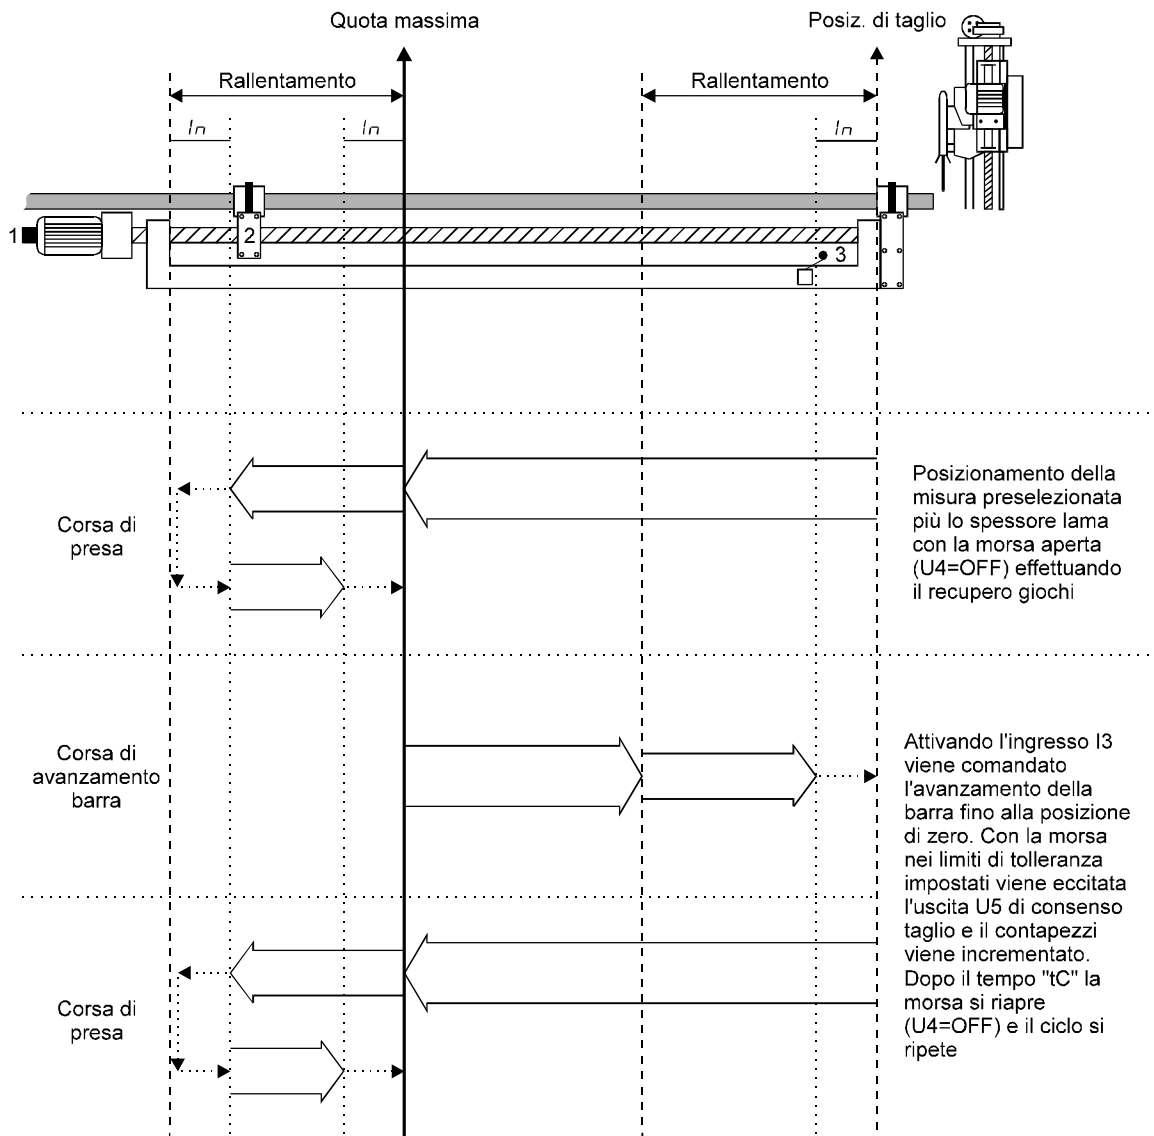 Quota massima
Posiz. di taglio
Rallentamento
Rallentamento
In
In
In
1
2
3
Corsa di
presa
Posizionamento della
misura preselezionata
più lo spessore lama
con la morsa aperta
(U4=OFF) effettuando
il recupero giochi
Corsa di
avanzamento
barra
Attivando l'ingresso I3
viene comandato
l'avanzamento della
barra fino alla posizione
di zero. Con la morsa
nei limiti di tolleranza
impostati viene eccitata
l'uscita U5 di consenso
taglio e il contapezzi
viene incrementato.
Dopo il tempo "tC" la
morsa si riapre
(U4=OFF) e il ciclo si
ripete
Corsa di
presa